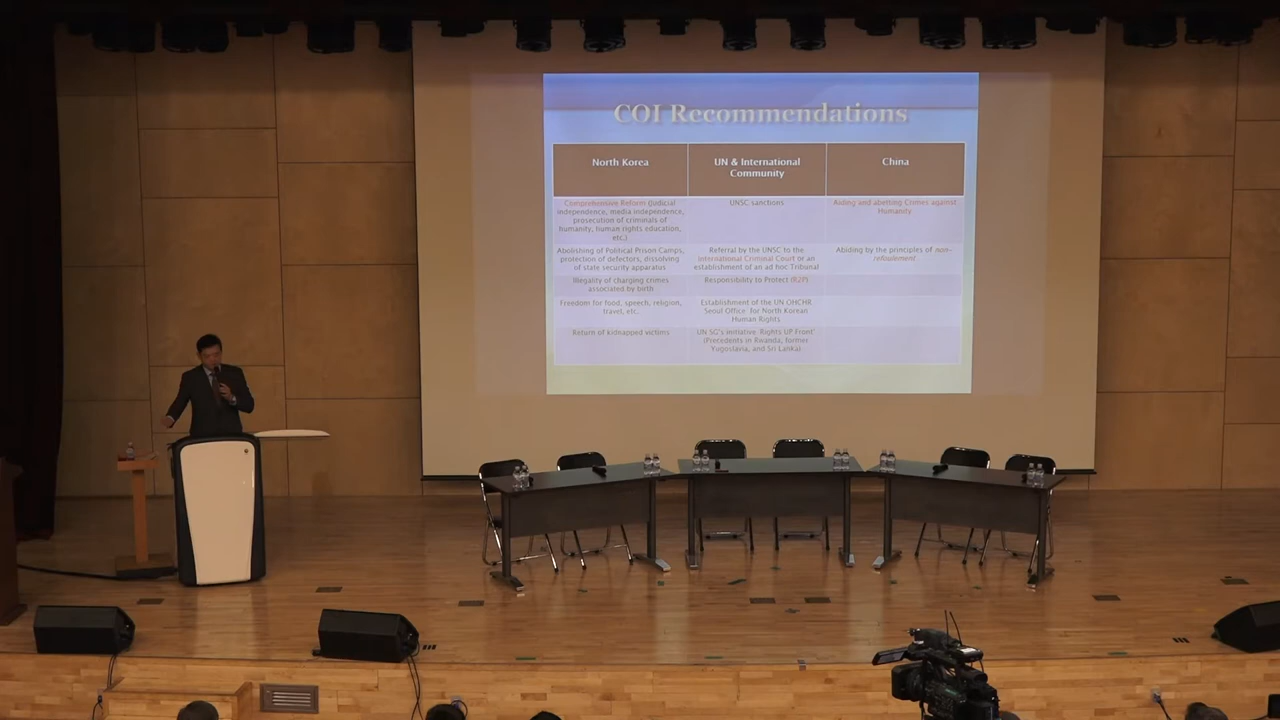 COI Recommendations
North Korea
UN & International
Community
China
Comprehensive Reform (judicial
independence, media independence,
prosecution of criminals of
humanity, human rights education,
etc.)
UNSC sanctions
Aiding and abetting Crimes against
Humanity
Abolishing of Political Prison Camps,
protection of defectors, dissolving
of state security apparatus
Referral by the UNSC to the
International Criminal Court or an
establishment of an ad hoc Tribunal
Abiding by the principles of non-
refoulement
Illegality of charging crimes
associated by birth
Responsibility to Protect (R2P)
Freedom for food, speech, religion,
travel, etc.
Establishment of the UN OHCHR
Seoul Office for North Korean
Human Rights
Return of kidnapped victims
UN SG's initiative 'Rights UP Front'
(Precedents in Rwanda, former
Yugoslavia, and Sri Lanka)